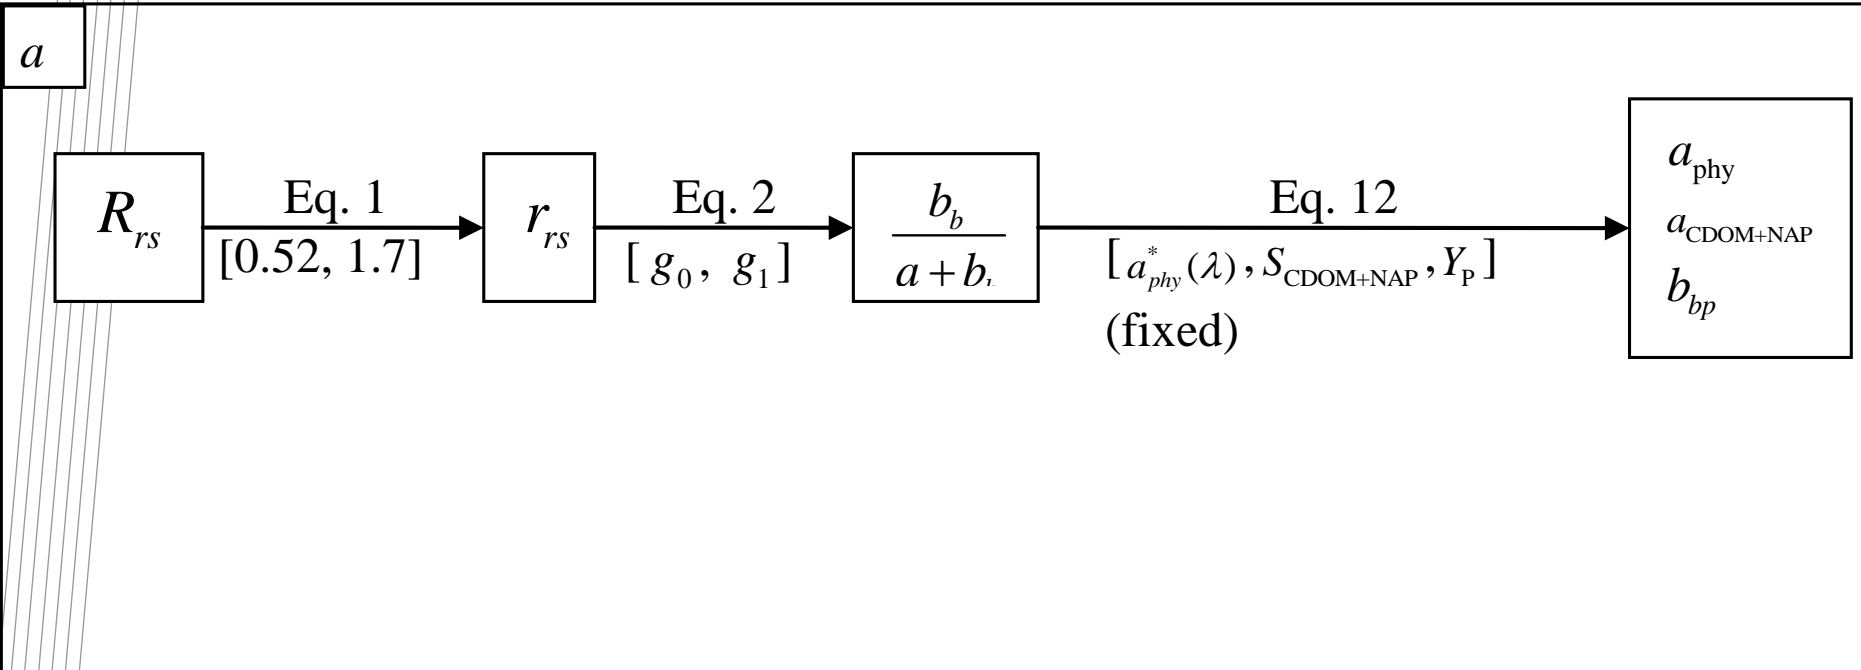 a
R_rs
Eq. 1
[0.52, 1.7]
r_rs
Eq. 2
[g_0, g_1]
b_b
a + b
Eq. 12
[a*_phy(λ), S_CDOM+NAP, Y_P]
(fixed)
a_phy
a_CDOM+NAP
b_bp